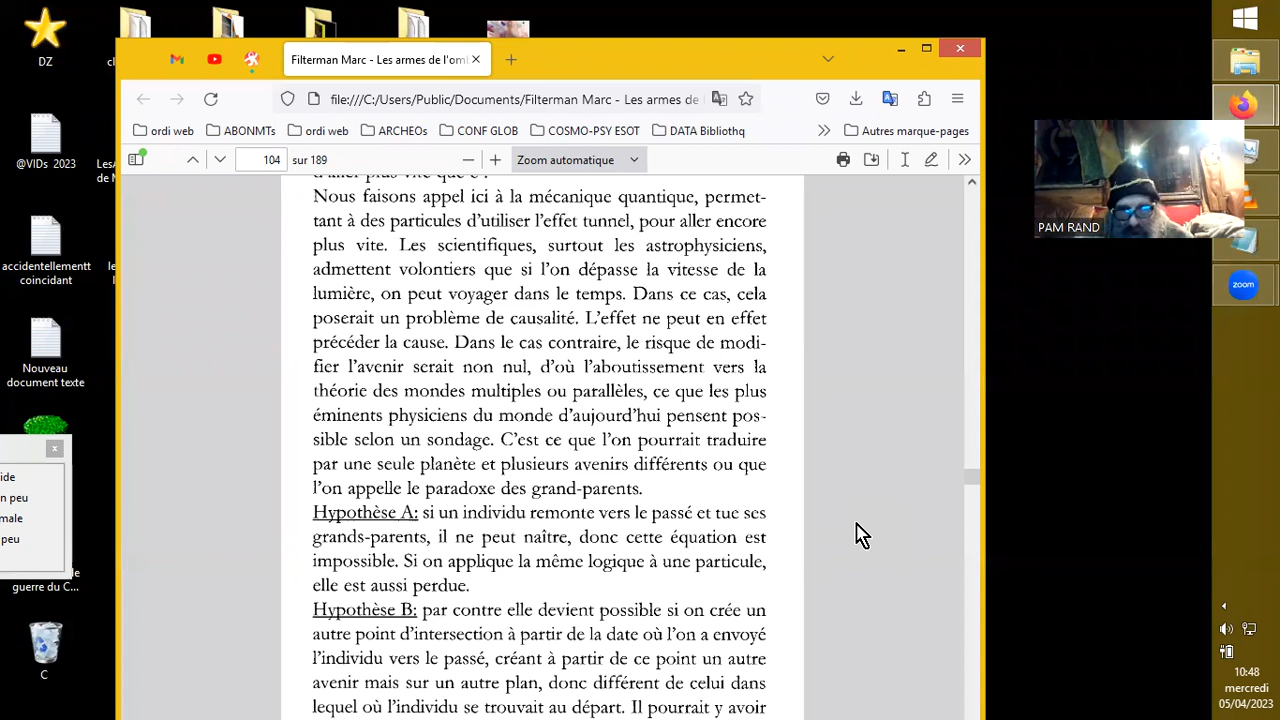 DZ
Filterman Marc - Les armes de l'om
file:///C:/Users/Public/Documents/Filterman Marc - Les armes de
ordi web
ABONMTs
ordi web
ARCHEOs
CONF GLOB
COSMO-PSY ESOT
DATA Bibliothq
Autres marque-pages
104 sur 189
Zoom automatique
@VIDs 2023
accidentellementt
coincidant
Nouveau
document texte
ide
n peu
male
peu
guerre du C...
C
d'aller plus vite que c .
Nous faisons appel ici à la mécanique quantique, permet-
tant à des particules d'utiliser l'effet tunnel, pour aller encore
plus vite. Les scientifiques, surtout les astrophysiciens,
admettent volontiers que si l'on dépasse la vitesse de la
lumière, on peut voyager dans le temps. Dans ce cas, cela
poserait un problème de causalité. L'effet ne peut en effet
précéder la cause. Dans le cas contraire, le risque de modi-
fier l'avenir serait non nul, d'où l'aboutissement vers la
théorie des mondes multiples ou parallèles, ce que les plus
éminents physiciens du monde d'aujourd'hui pensent pos-
sible selon un sondage. C'est ce que l'on pourrait traduire
par une seule planète et plusieurs avenirs différents ou que
l'on appelle le paradoxe des grand-parents.
Hypothèse A: si un individu remonte vers le passé et tue ses
grands-parents, il ne peut naître, donc cette équation est
impossible. Si on applique la même logique à une particule,
elle est aussi perdue.
Hypothèse B: par contre elle devient possible si on crée un
autre point d'intersection à partir de la date où l'on a envoyé
l'individu vers le passé, créant à partir de ce point un autre
avenir mais sur un autre plan, donc différent de celui dans
lequel où l'individu se trouvait au départ. Il pourrait y avoir
PAM RAND
zoom
10:48
mercredi
05/04/2023